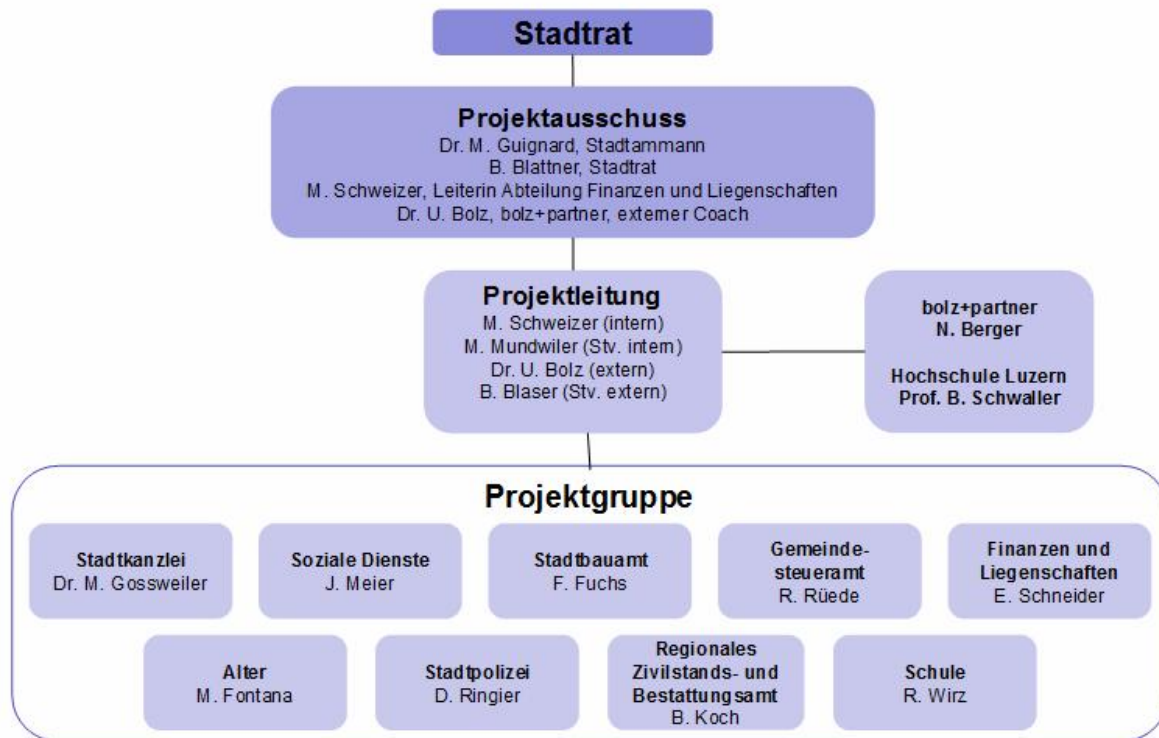 Stadtrat
Projektausschuss
Dr. M. Guignard, Stadtammann
B. Blattner, Stadtrat
M. Schweizer, Leiterin Abteilung Finanzen und Liegenschaften
Dr. U. Bolz, bolz+partner, externer Coach
Projektleitung
M. Schweizer (intern)
M. Mundwiler (Stv. intern)
Dr. U. Bolz (extern)
B. Blaser (Stv. extern)
bolz+partner
N. Berger
Hochschule Luzern
Prof. B. Schwaller
Projektgruppe
Stadtkanzlei
Dr. M. Gossweiler
Soziale Dienste
J. Meier
Stadtbauamt
F. Fuchs
Gemeinde-
steueramt
R. Rüede
Finanzen und
Liegenschaften
E. Schneider
Alter
M. Fontana
Stadtpolizei
D. Ringier
Regionales
Zivilstands- und
Bestattungsamt
B. Koch
Schule
R. Wirz